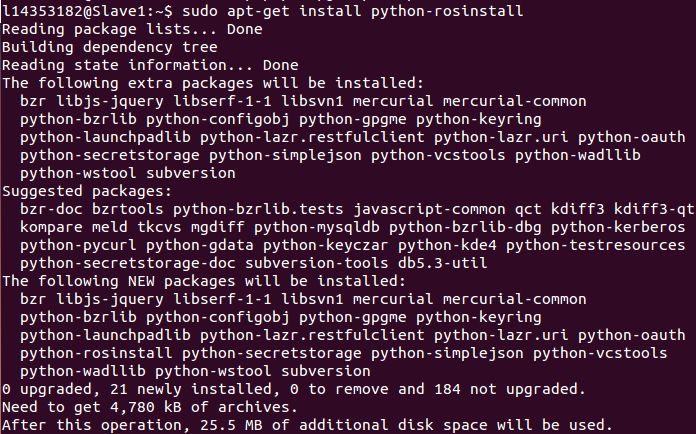 l14353182@Slave1:~$ sudo apt-get install python-rosinstall
Reading package lists... Done
Building dependency tree
Reading state information... Done
The following extra packages will be installed:
  bzr libjs-jquery libserf-1-1 libsvn1 mercurial mercurial-common
  python-bzrlib python-configobj python-gpgme python-keyring
  python-launchpadlib python-lazr.restfulclient python-lazr.uri python-oauth
  python-secretstorage python-simplejson python-vcstools python-wadllib
  python-wstool subversion
Suggested packages:
  bzr-doc bzrtools python-bzrlib.tests javascript-common qct kdiff3 kdiff3-qt
  kompare meld tkcvs mgdiff python-mysqldb python-bzrlib-dbg python-kerberos
  python-pycurl python-gdata python-keyczar python-kde4 python-testresources
  python-secretstorage-doc subversion-tools db5.3-util
The following NEW packages will be installed:
  bzr libjs-jquery libserf-1-1 libsvn1 mercurial mercurial-common
  python-bzrlib python-configobj python-gpgme python-keyring
  python-launchpadlib python-lazr.restfulclient python-lazr.uri python-oauth
  python-rosinstall python-secretstorage python-simplejson python-vcstools
  python-wadllib python-wstool subversion
0 upgraded, 21 newly installed, 0 to remove and 184 not upgraded.
Need to get 4,780 kB of archives.
After this operation, 25.5 MB of additional disk space will be used.